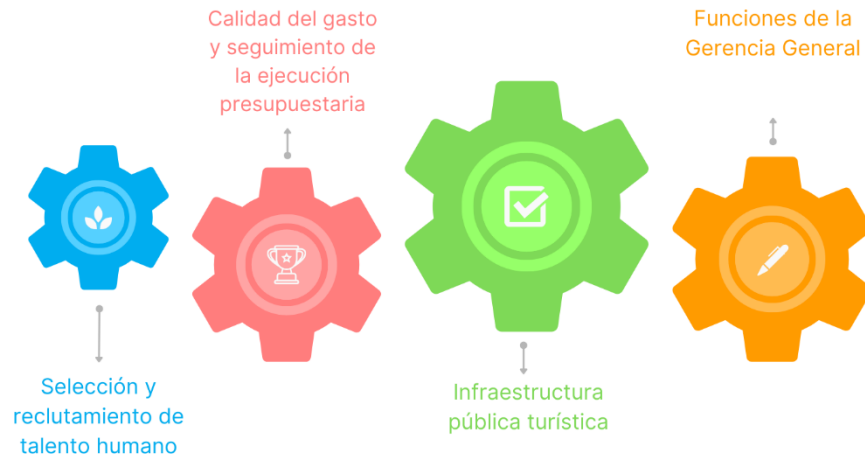 Calidad del gasto
y seguimiento de
la ejecución
presupuestaria
Funciones de la
Gerencia General
Selección y
reclutamiento de
talento humano
Infraestructura
pública turística